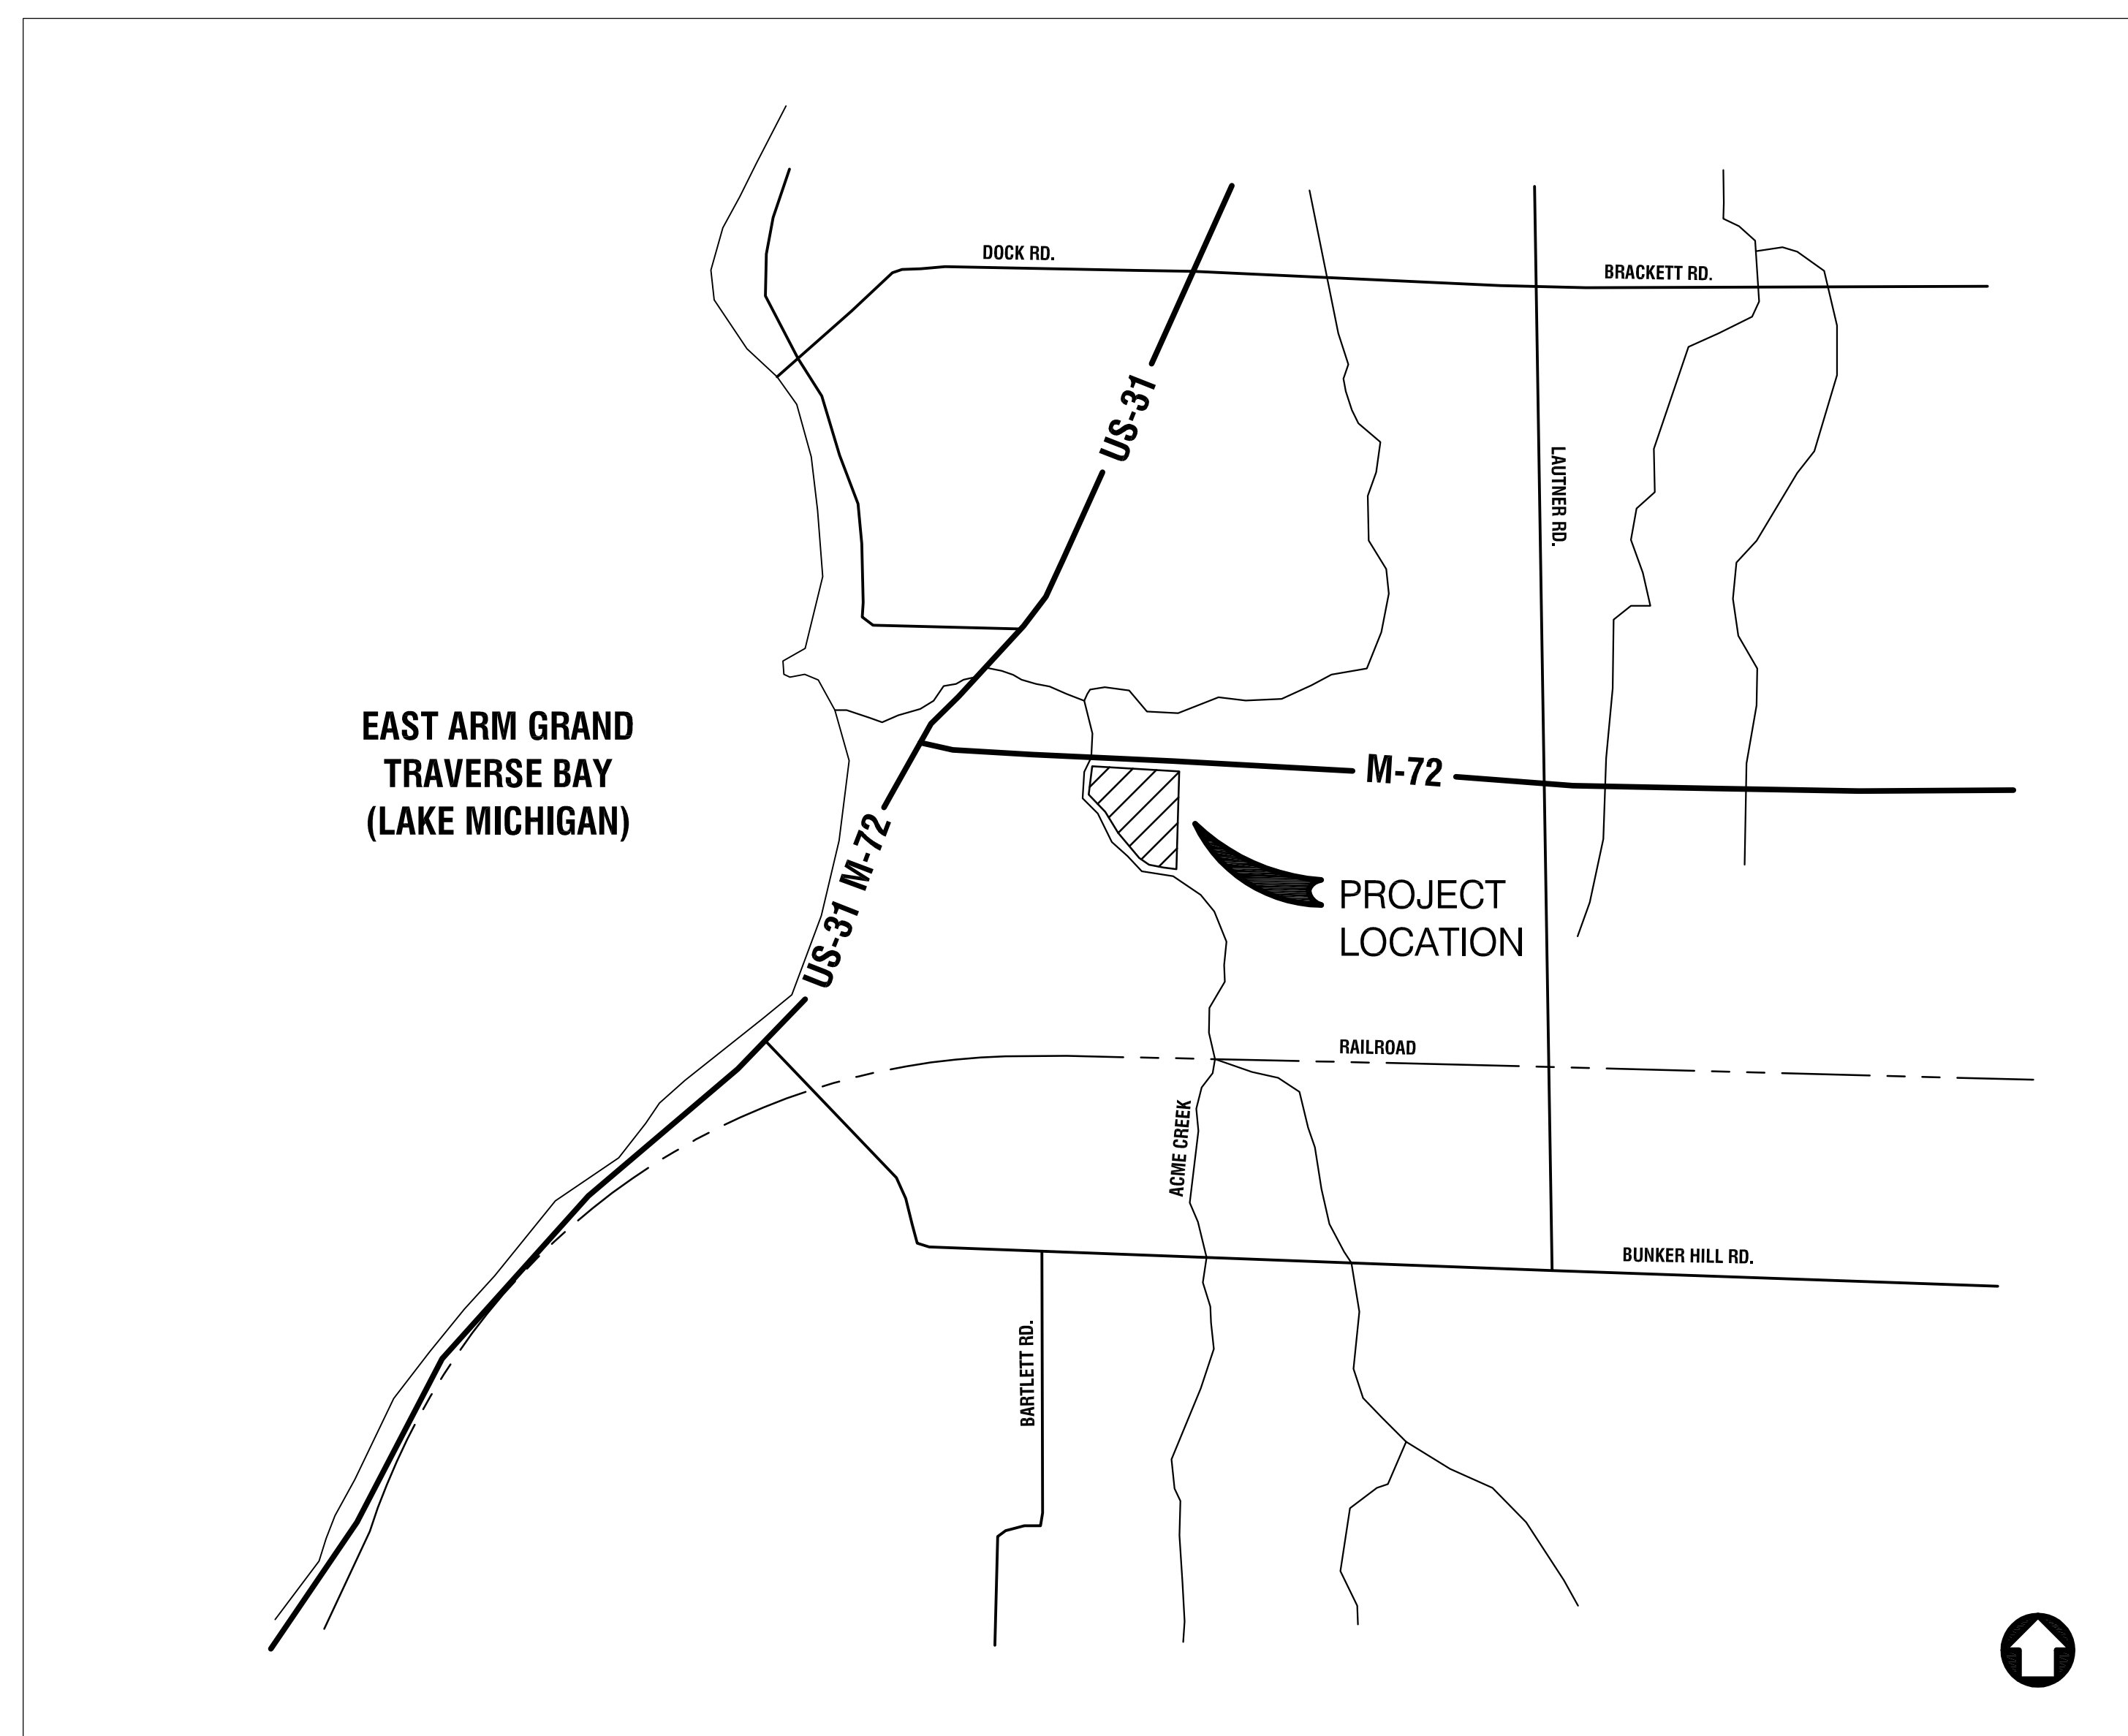 DOCK RD.
BRACKETT RD.
US-31
LAUTNER RD.
EAST ARM GRAND
TRAVERSE BAY
(LAKE MICHIGAN)
M-72
US-31 M-72
PROJECT
LOCATION
RAILROAD
ACME CREEK
BUNKER HILL RD.
BARTLETT RD.